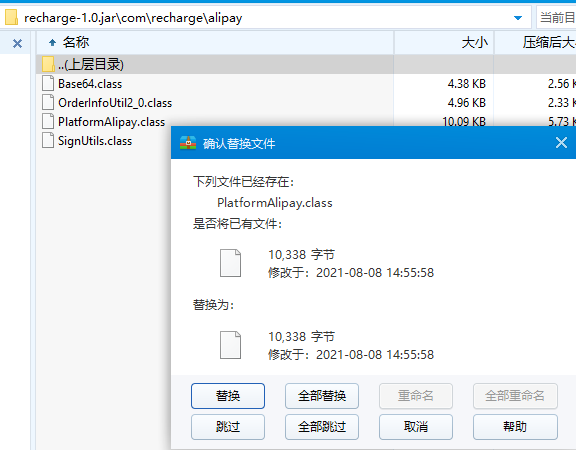 recharge-1.0.jar\com\recharge\alipay
当前目
名称 大小 压缩后大
..(上层目录)
Base64.class 4.38 KB 2.56 K
OrderInfoUtil2_0.class 4.96 KB 2.33 K
PlatformAlipay.class 10.09 KB 5.73 K
SignUtils.class
确认替换文件
下列文件已经存在:
PlatformAlipay.class
是否将已有文件:
10,338 字节
修改于: 2021-08-08 14:55:58
替换为:
10,338 字节
修改于: 2021-08-08 14:55:58
替换 全部替换 重命名 全部重命名
跳过 全部跳过 取消 帮助